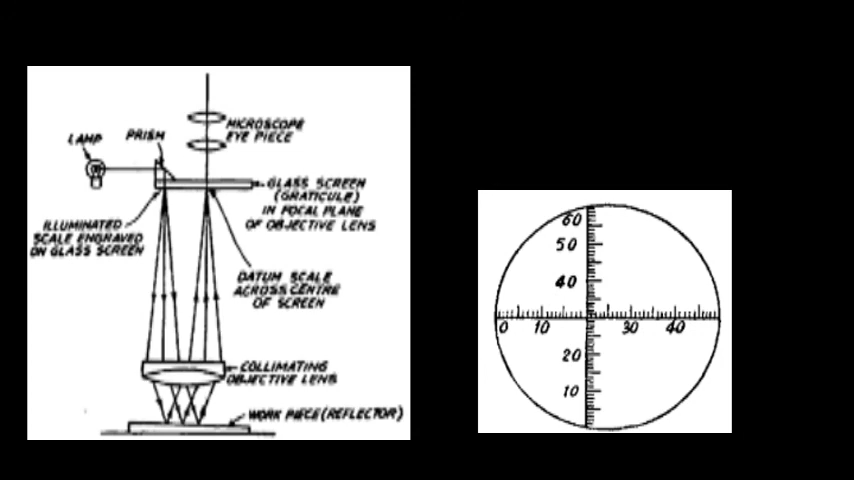 MICROSCOPE
EYE PIECE
LAMP
PRISM
GLASS SCREEN
(GRATICULE)
IN FOCAL PLANE
OF OBJECTIVE LENS
ILLUMINATED
SCALE ENGRAVED
ON GLASS SCREEN
DATUM SCALE
ACROSS CENTRE
OF SCREEN
COLLIMATING
OBJECTIVE LENS
WORK PIECE (REFLECTOR)
60
50
40
0 10 30 40
20
10